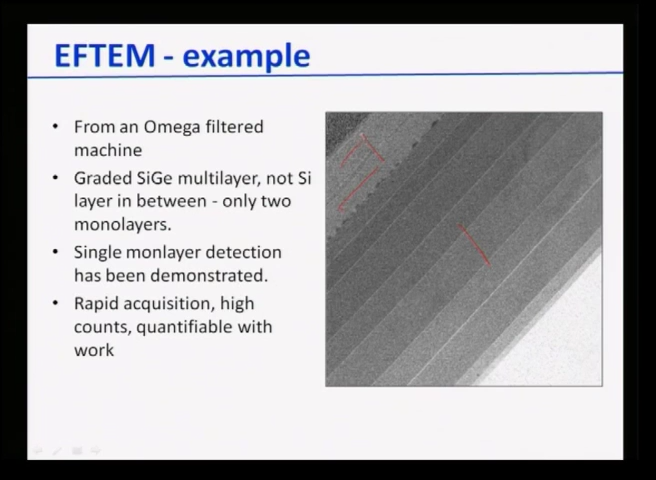 EFTEM - example
• From an Omega filtered
machine
• Graded SiGe multilayer, not Si
layer in between - only two
monolayers.
• Single monlayer detection
has been demonstrated.
• Rapid acquisition, high
counts, quantifiable with
work